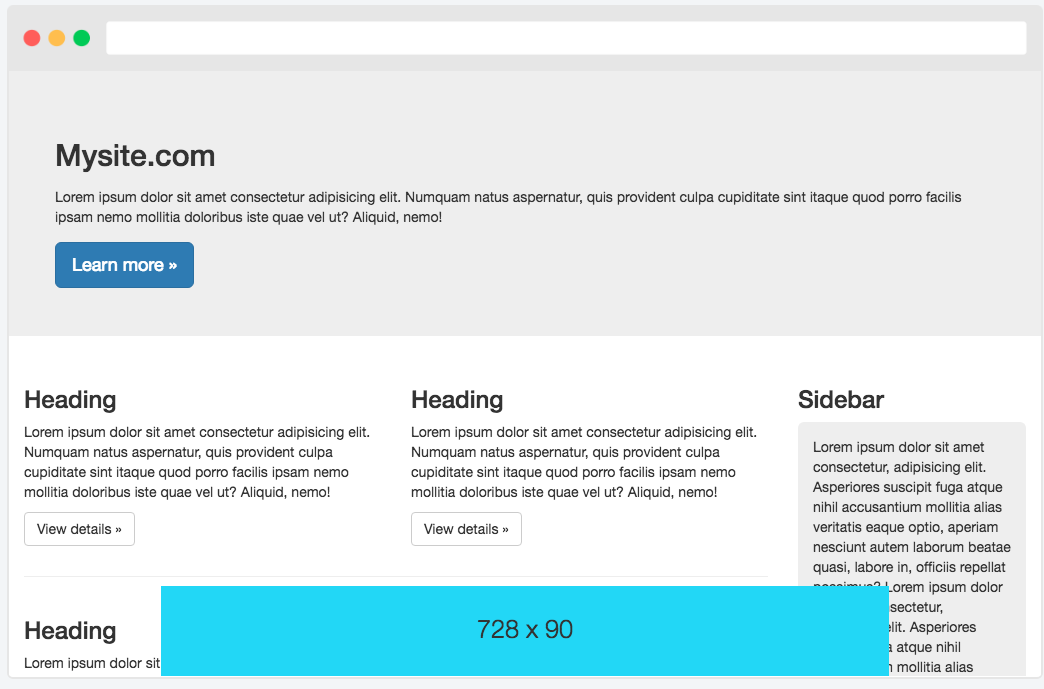 Mysite.com
Lorem ipsum dolor sit amet consectetur adipisicing elit. Numquam natus aspernatur, quis provident culpa cupiditate sint itaque quod porro facilis
ipsam nemo mollitia doloribus iste quae vel ut? Aliquid, nemo!
Learn more »
Heading
Lorem ipsum dolor sit amet consectetur adipisicing elit.
Numquam natus aspernatur, quis provident culpa
cupiditate sint itaque quod porro facilis ipsam nemo
mollitia doloribus iste quae vel ut? Aliquid, nemo!
View details »
Heading
Lorem ipsum dolor sit amet consectetur adipisicing elit.
Numquam natus aspernatur, quis provident culpa
cupiditate sint itaque quod porro facilis ipsam nemo
mollitia doloribus iste quae vel ut? Aliquid, nemo!
View details »
Sidebar
Lorem ipsum dolor sit amet
consectetur, adipisicing elit.
Asperiores suscipit fuga atque
nihil accusantium mollitia alias
veritatis eaque optio, aperiam
nesciunt autem laborum beatae
quasi, labore in, officiis repellat
Lorem ipsum dolor
elit. Asperiores
atque nihil
mollitia alias
Heading
Lorem ipsum dolor sit
728 x 90